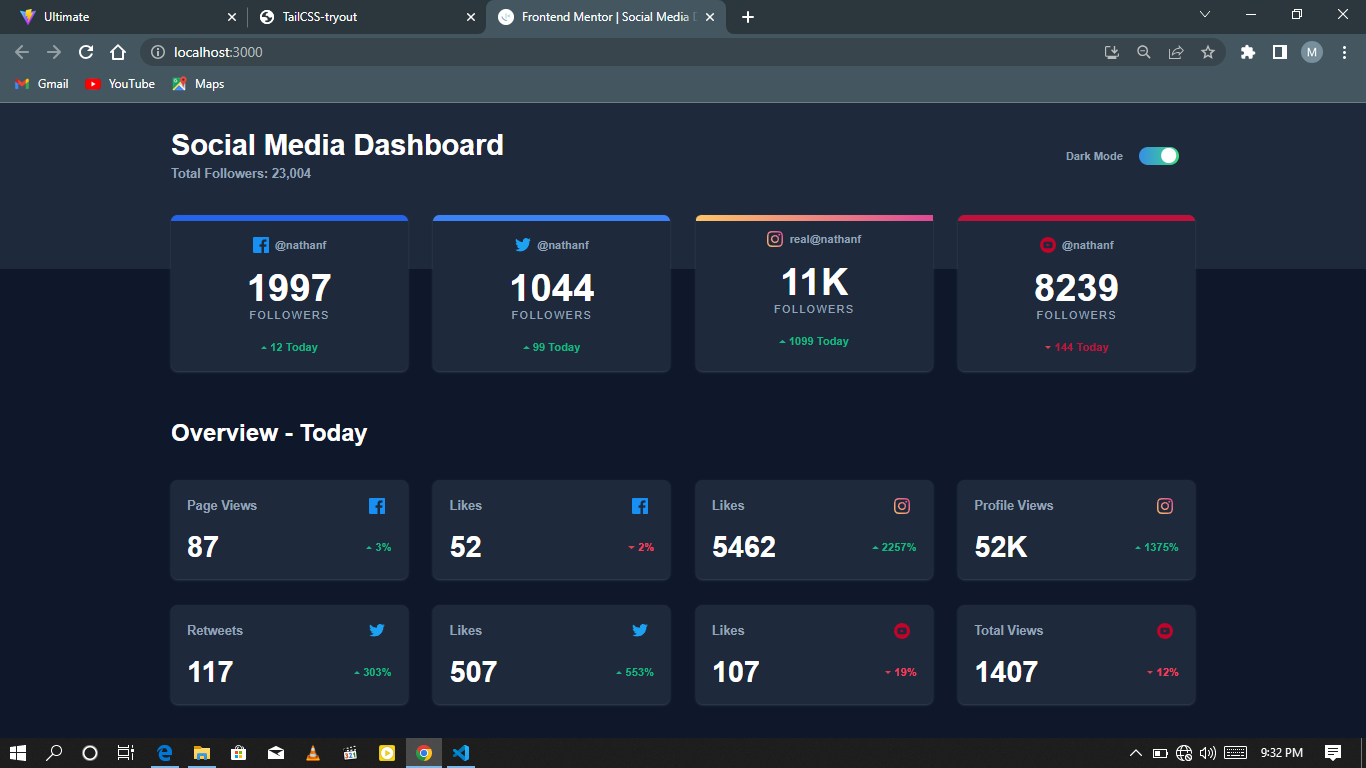 Ultimate
TailCSS-tryout
Frontend Mentor | Social Media
localhost:3000
M
Gmail
YouTube
Maps
Social Media Dashboard
Total Followers: 23,004
Dark Mode
@nathanf
1997
FOLLOWERS
12 Today
@nathanf
1044
FOLLOWERS
99 Today
real@nathanf
11K
FOLLOWERS
1099 Today
@nathanf
8239
FOLLOWERS
144 Today
Overview - Today
Page Views
87
3%
Likes
52
2%
Likes
5462
2257%
Profile Views
52K
1375%
Retweets
117
303%
Likes
507
553%
Likes
107
19%
Total Views
1407
12%
9:32 PM